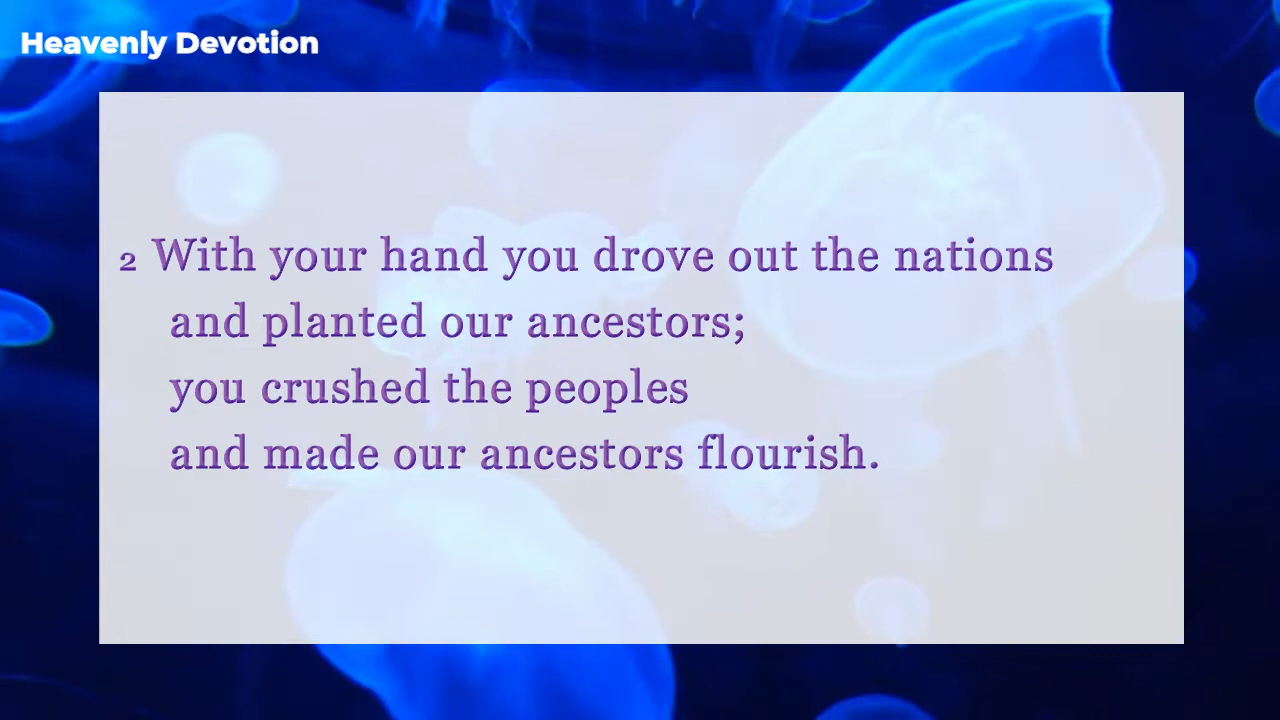 Heavenly Devotion
2 With your hand you drove out the nations
and planted our ancestors;
you crushed the peoples
and made our ancestors flourish.